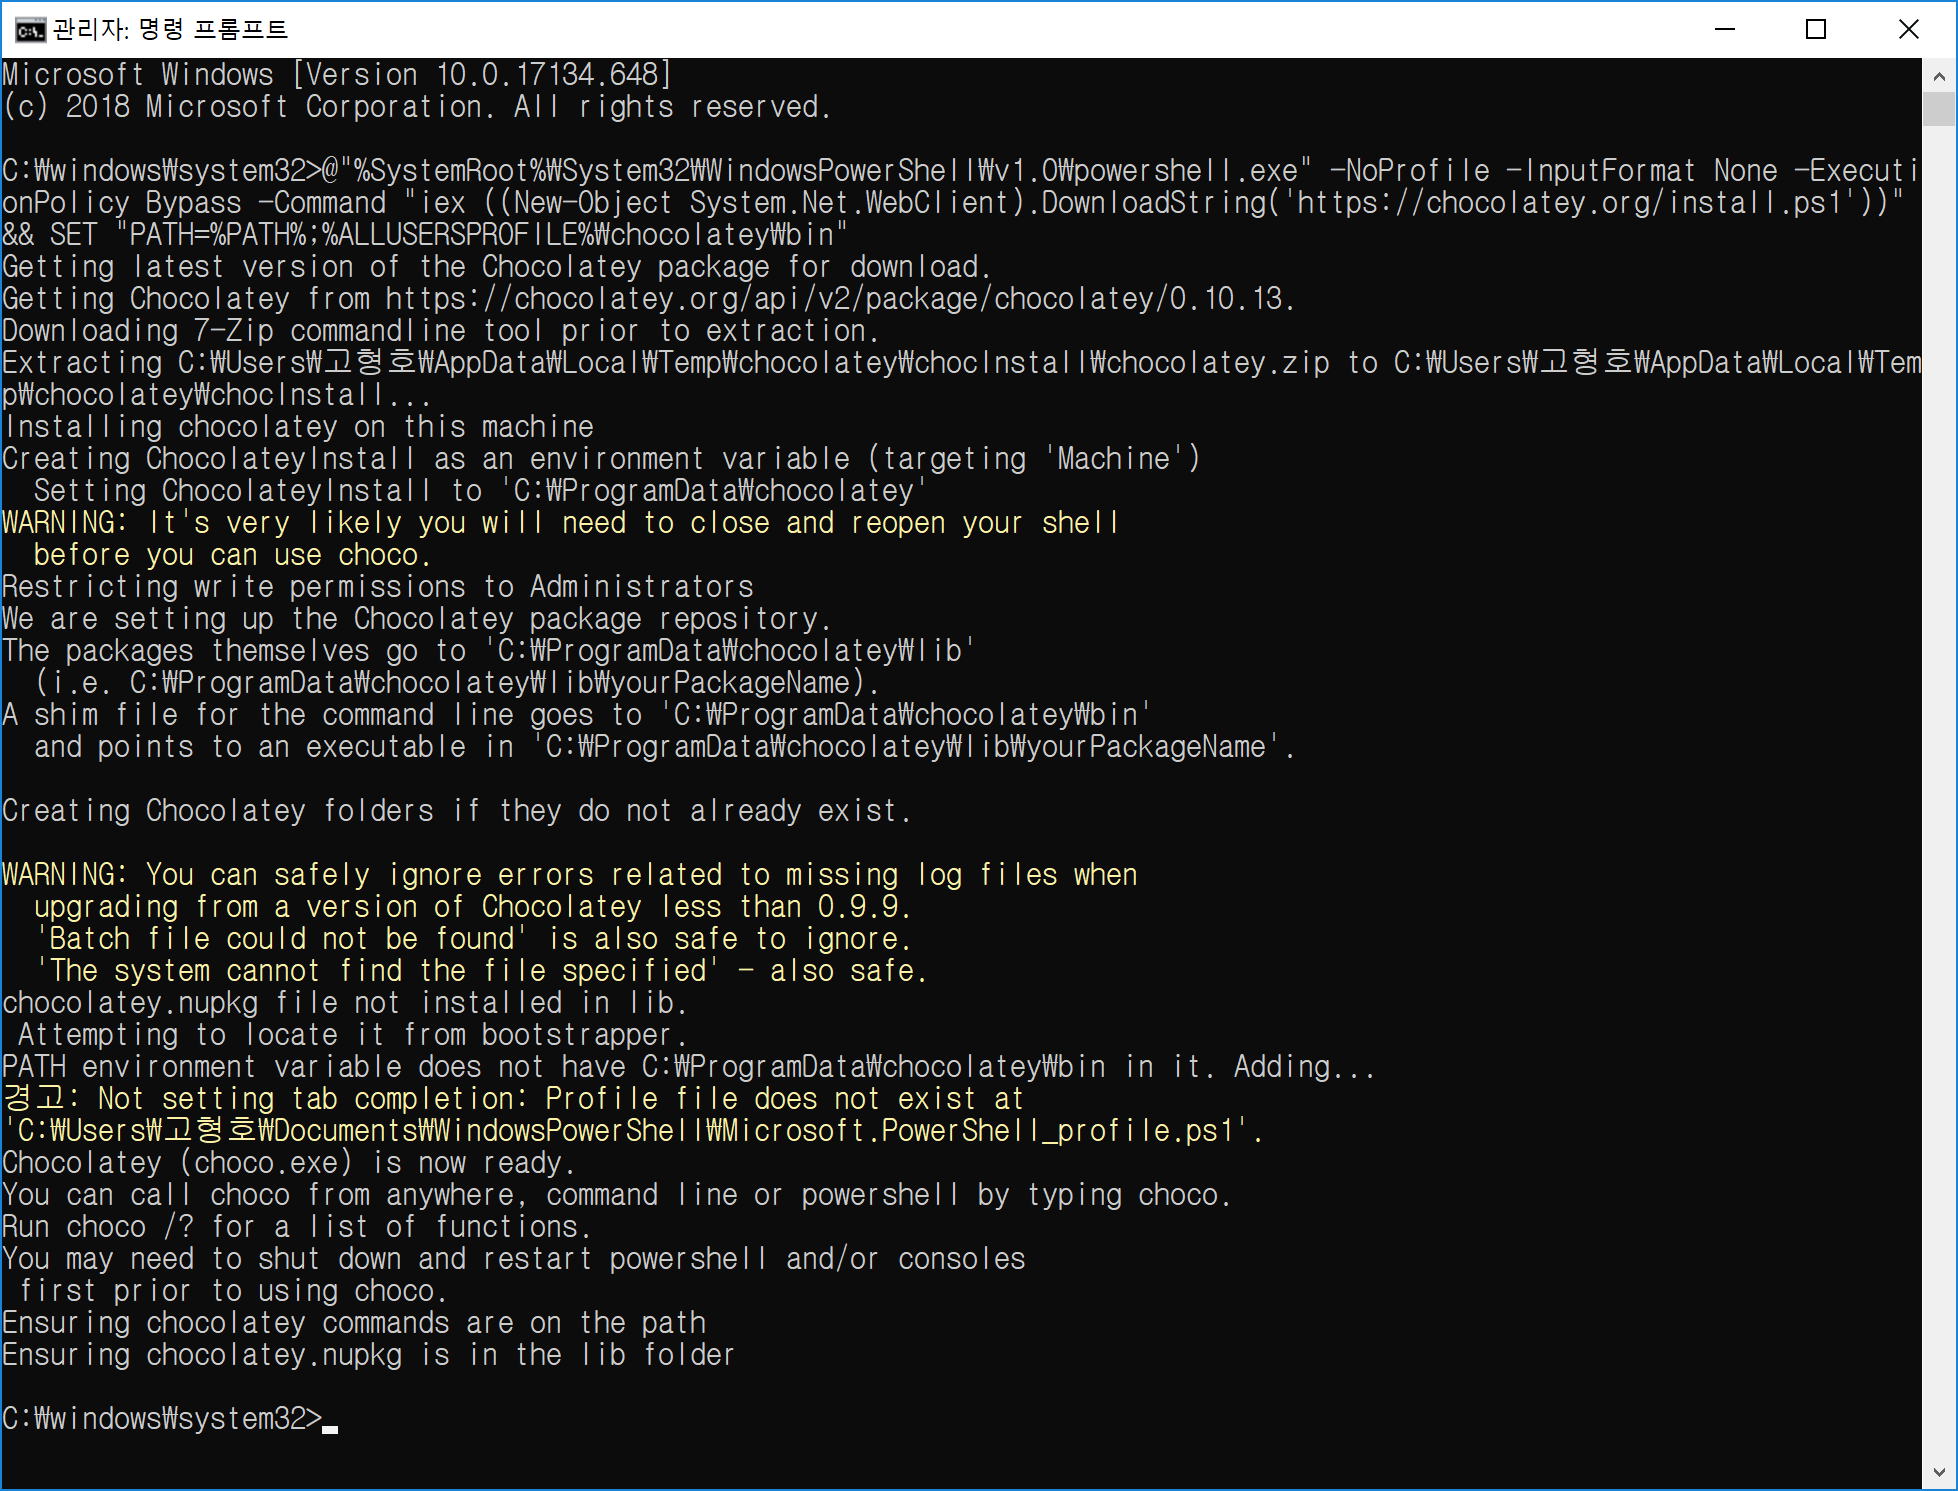 관리자: 명령 프롬프트
Microsoft Windows [Version 10.0.17134.648]
(c) 2018 Microsoft Corporation. All rights reserved.
C:₩windows₩system32>@"%SystemRoot%₩System32₩WindowsPowerShell₩v1.0₩powershell.exe" -NoProfile -InputFormat None -Executi
onPolicy Bypass -Command "iex ((New-Object System.Net.WebClient).DownloadString('https://chocolatey.org/install.ps1'))"
&& SET "PATH=%PATH%;%ALLUSERSPROFILE%₩chocolatey₩bin"
Getting latest version of the Chocolatey package for download.
Getting Chocolatey from https://chocolatey.org/api/v2/package/chocolatey/0.10.13.
Downloading 7-Zip commandline tool prior to extraction.
Extracting C:₩Users₩고형호₩AppData₩Local₩Temp₩chocolatey₩chocInstall₩chocolatey.zip to C:₩Users₩고형호₩AppData₩Local₩Tem
p₩chocolatey₩chocInstall...
Installing chocolatey on this machine
Creating ChocolateyInstall as an environment variable (targeting 'Machine')
  Setting ChocolateyInstall to 'C:₩ProgramData₩chocolatey'
WARNING: It's very likely you will need to close and reopen your shell
  before you can use choco.
Restricting write permissions to Administrators
We are setting up the Chocolatey package repository.
The packages themselves go to 'C:₩ProgramData₩chocolatey₩lib'
  (i.e. C:₩ProgramData₩chocolatey₩lib₩yourPackageName).
A shim file for the command line goes to 'C:₩ProgramData₩chocolatey₩bin'
  and points to an executable in 'C:₩ProgramData₩chocolatey₩lib₩yourPackageName'.
Creating Chocolatey folders if they do not already exist.
WARNING: You can safely ignore errors related to missing log files when
  upgrading from a version of Chocolatey less than 0.9.9.
  'Batch file could not be found' is also safe to ignore.
  'The system cannot find the file specified' - also safe.
chocolatey.nupkg file not installed in lib.
 Attempting to locate it from bootstrapper.
PATH environment variable does not have C:₩ProgramData₩chocolatey₩bin in it. Adding...
경고: Not setting tab completion: Profile file does not exist at
'C:₩Users₩고형호₩Documents₩WindowsPowerShell₩Microsoft.PowerShell_profile.ps1'.
Chocolatey (choco.exe) is now ready.
You can call choco from anywhere, command line or powershell by typing choco.
Run choco /? for a list of functions.
You may need to shut down and restart powershell and/or consoles
 first prior to using choco.
Ensuring chocolatey commands are on the path
Ensuring chocolatey.nupkg is in the lib folder
C:₩windows₩system32>